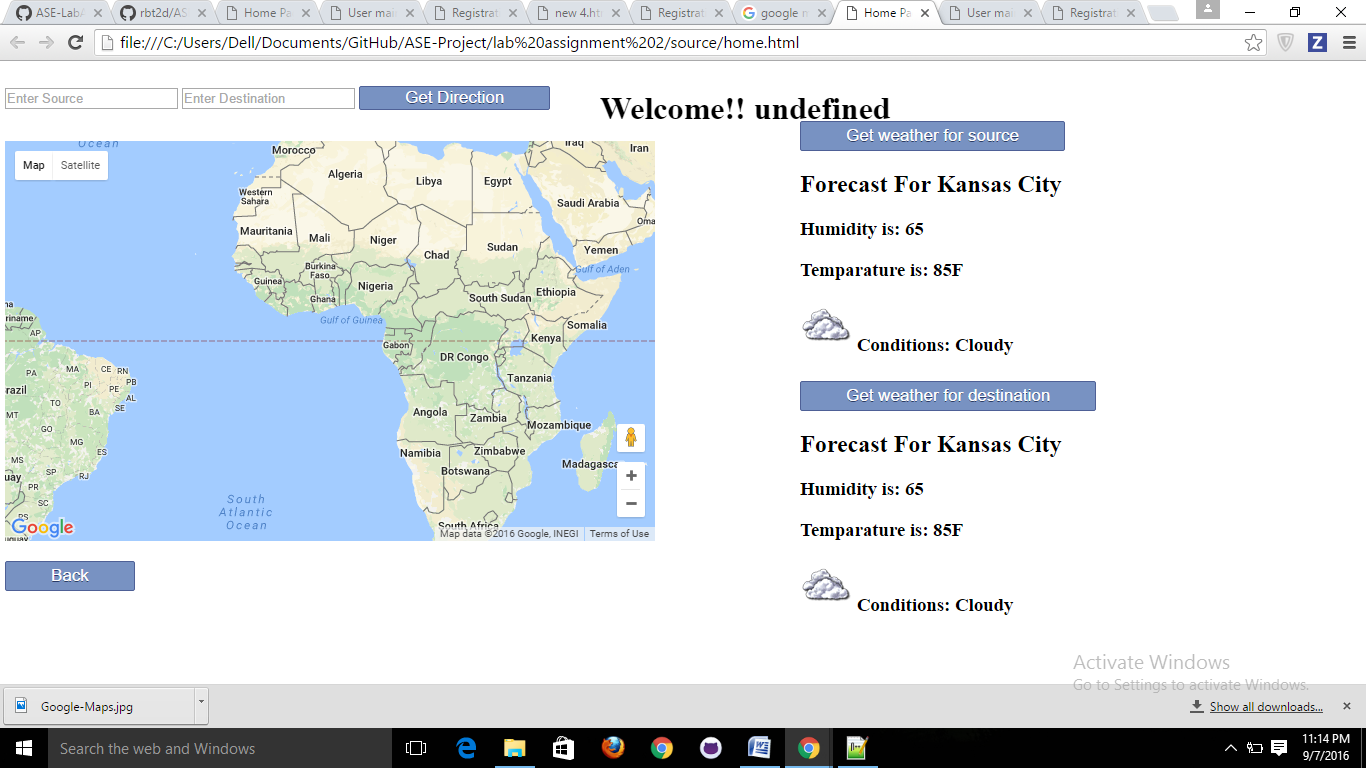 ASE-Lab/
rbt2d/AS
Home Pa
User mai
Registrat
new 4.ht
Registrat
google m
Home Pa
User mai
Registrat
file:///C:/Users/Dell/Documents/GitHub/ASE-Project/lab%20assignment%202/source/home.html
Enter Source
Enter Destination
Get Direction
Welcome!! undefined
Get weather for source
Forecast For Kansas City
Humidity is: 65
Temparature is: 85F
Conditions: Cloudy
Get weather for destination
Forecast For Kansas City
Humidity is: 65
Temparature is: 85F
Conditions: Cloudy
Map
Satellite
Ocean
Morocco
Iraq
Iran
Algeria
Libya
Egypt
Western
Sahara
Saudi Arabia
Oma
Mauritania
Mali
Niger
Chad
Sudan
Yemen
Gulf of Aden
Burkina
Faso
Guinea
Nigeria
Ghana
South Sudan
Ethiopia
Gulf of Guinea
Somalia
na
riname
AP
Gabon
Kenya
DR Congo
PA
MA
CE
RN
PB
PI
PE
AL
razil
TO
SE
BA
MT
GO
MG
ES
MS
SP
RJ
uay
PR
SC
RS
uguay
Tanzania
Angola
Zambia
Mozambique
Namibia
Zimbabwe
Botswana
Madagasca
South
Atlantic
Ocean
South Africa
Google
Map data ©2016 Google, INEGI
Terms of Use
+
−
Back
Activate Windows
Go to Settings to activate Windows.
Google-Maps.jpg
Show all downloads...
Search the web and Windows
11:14 PM
9/7/2016